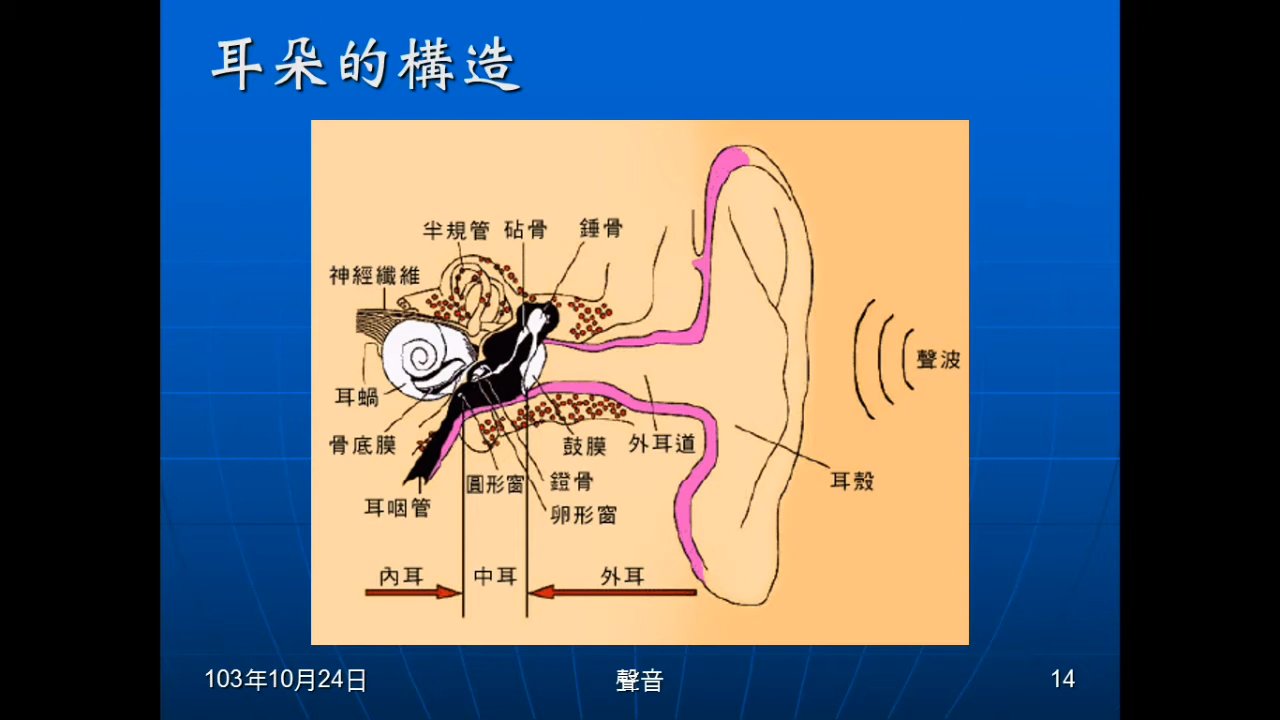 耳朵的構造
半規管 砧骨 錘骨
神經纖維
聲波
耳蝸
骨底膜 鼓膜 外耳道
圓形窗 鐙骨 耳殼
耳咽管 卵形窗
內耳 中耳 外耳
103年10月24日 聲音 14